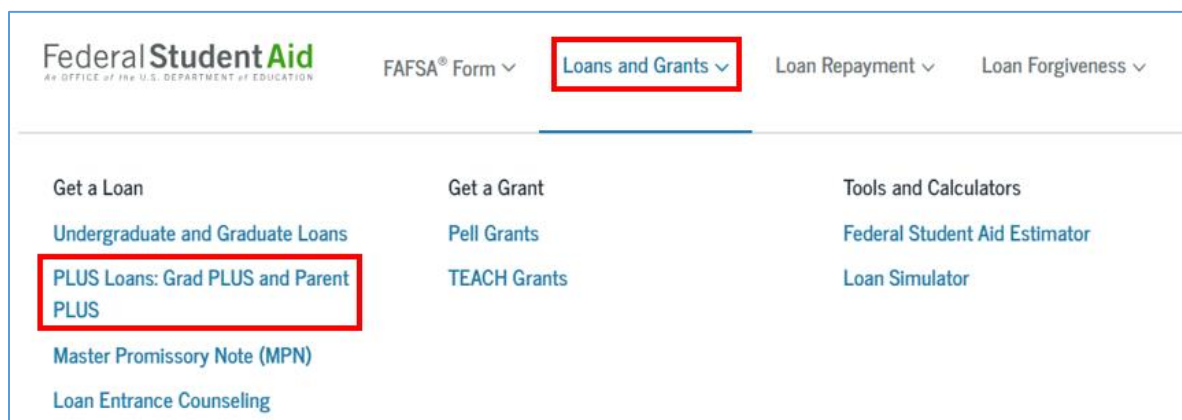 Federal Student Aid
An OFFICE of the U.S. DEPARTMENT of EDUCATION
FAFSA® Form
Loans and Grants
Loan Repayment
Loan Forgiveness
Get a Loan
Undergraduate and Graduate Loans
PLUS Loans: Grad PLUS and Parent
PLUS
Master Promissory Note (MPN)
Loan Entrance Counseling
Get a Grant
Pell Grants
TEACH Grants
Tools and Calculators
Federal Student Aid Estimator
Loan Simulator